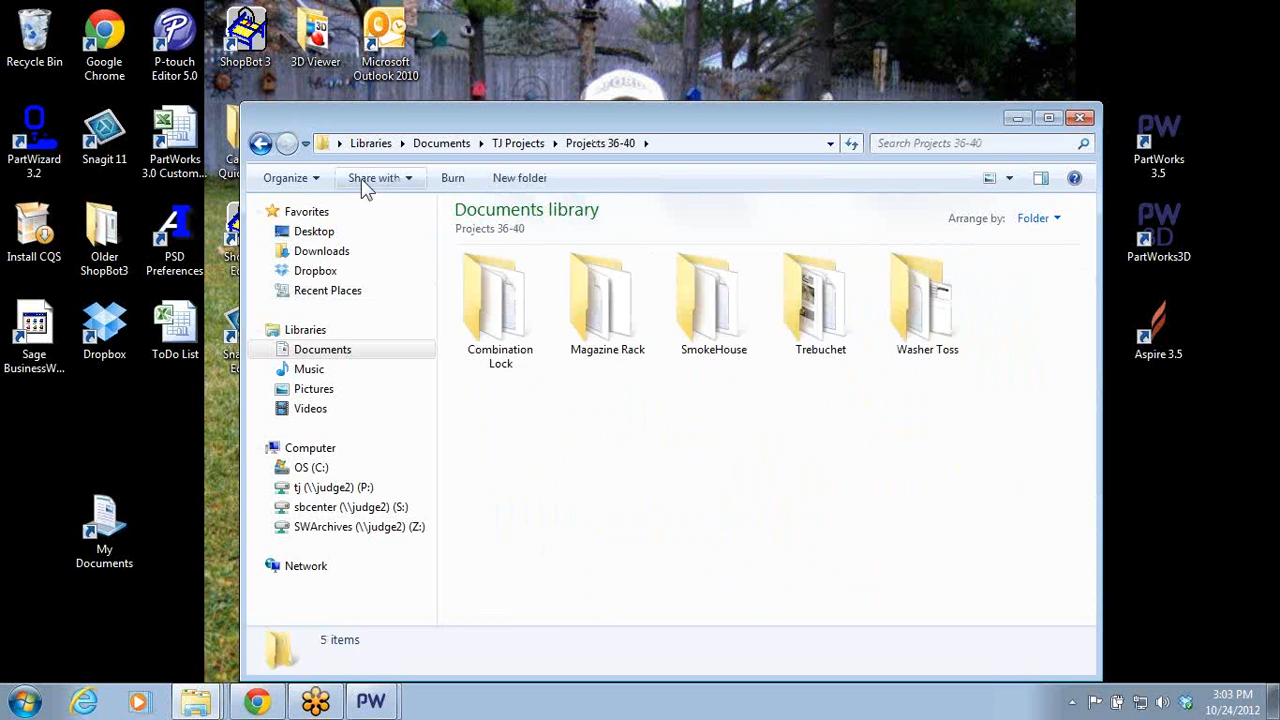 Recycle Bin
Google
Chrome
P-touch
Editor 5.0
ShopBot 3
3D Viewer
Microsoft
Outlook 2010
PartWizard
3.2
Snagit 11
PartWorks
3.0 Custom...
Install CQS
Older
ShopBot3
PSD
Preferences
Sage
BusinessW...
Dropbox
ToDo List
My
Documents
PW
PartWorks
3.5
PW
3D
PartWorks3D
Aspire 3.5
Libraries
Documents
TJ Projects
Projects 36-40
Search Projects 36-40
Organize
Share with
Burn
New folder
Favorites
Desktop
Downloads
Dropbox
Recent Places
Libraries
Documents
Music
Pictures
Videos
Computer
OS (C:)
tj (\\judge2) (P:)
sbcenter (\\judge2) (S:)
SWArchives (\\judge2) (Z:)
Network
Documents library
Projects 36-40
Arrange by: Folder
Combination
Lock
Magazine Rack
SmokeHouse
Trebuchet
Washer Toss
5 items
PW
3:03 PM
10/24/2012